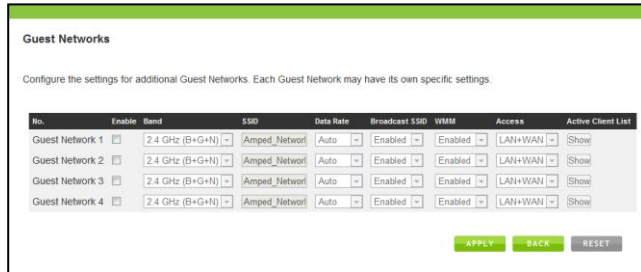 Guest Networks
Configure the settings for additional Guest Networks. Each Guest Network may have its own specific settings.
No. Enable Band SSID Data Rate Broadcast SSID WMM Access Active Client List
Guest Network 1 2.4 GHz (B+G+N) Amped_Networl Auto Enabled Enabled LAN+WAN Show
Guest Network 2 2.4 GHz (B+G+N) Amped_Networl Auto Enabled Enabled LAN+WAN Show
Guest Network 3 2.4 GHz (B+G+N) Amped_Networl Auto Enabled Enabled LAN+WAN Show
Guest Network 4 2.4 GHz (B+G+N) Amped_Networl Auto Enabled Enabled LAN+WAN Show
APPLY BACK RESET